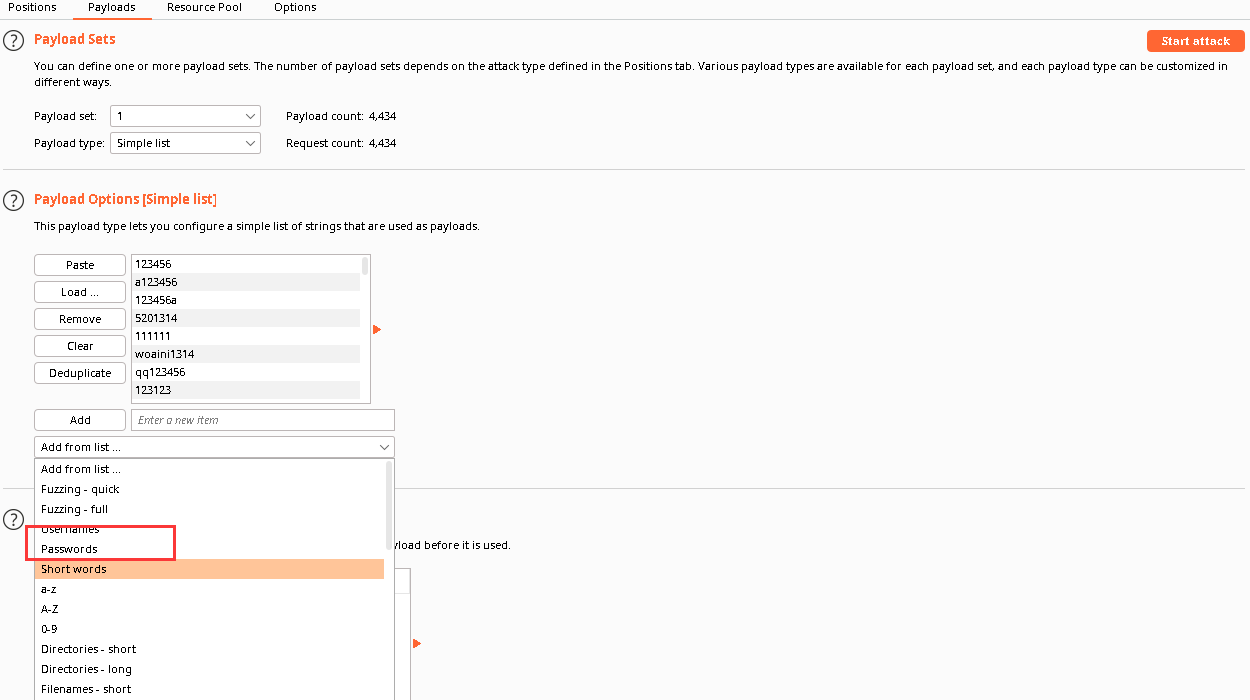 Positions Payloads Resource Pool Options
? Payload Sets Start attack
You can define one or more payload sets. The number of payload sets depends on the attack type defined in the Positions tab. Various payload types are available for each payload set, and each payload type can be customized in
different ways.
Payload set: 1 Payload count: 4,434
Payload type: Simple list Request count: 4,434
? Payload Options [Simple list]
This payload type lets you configure a simple list of strings that are used as payloads.
Paste
Load ...
Remove
Clear
Deduplicate
123456
a123456
123456a
5201314
111111
woaini1314
qq123456
123123
Add Enter a new item
Add from list ...
Add from list ...
Fuzzing - quick
Fuzzing - full
?
Usernames
Passwords
yload before it is used.
Short words
a-z
A-Z
0-9
Directories - short
Directories - long
Filenames - short